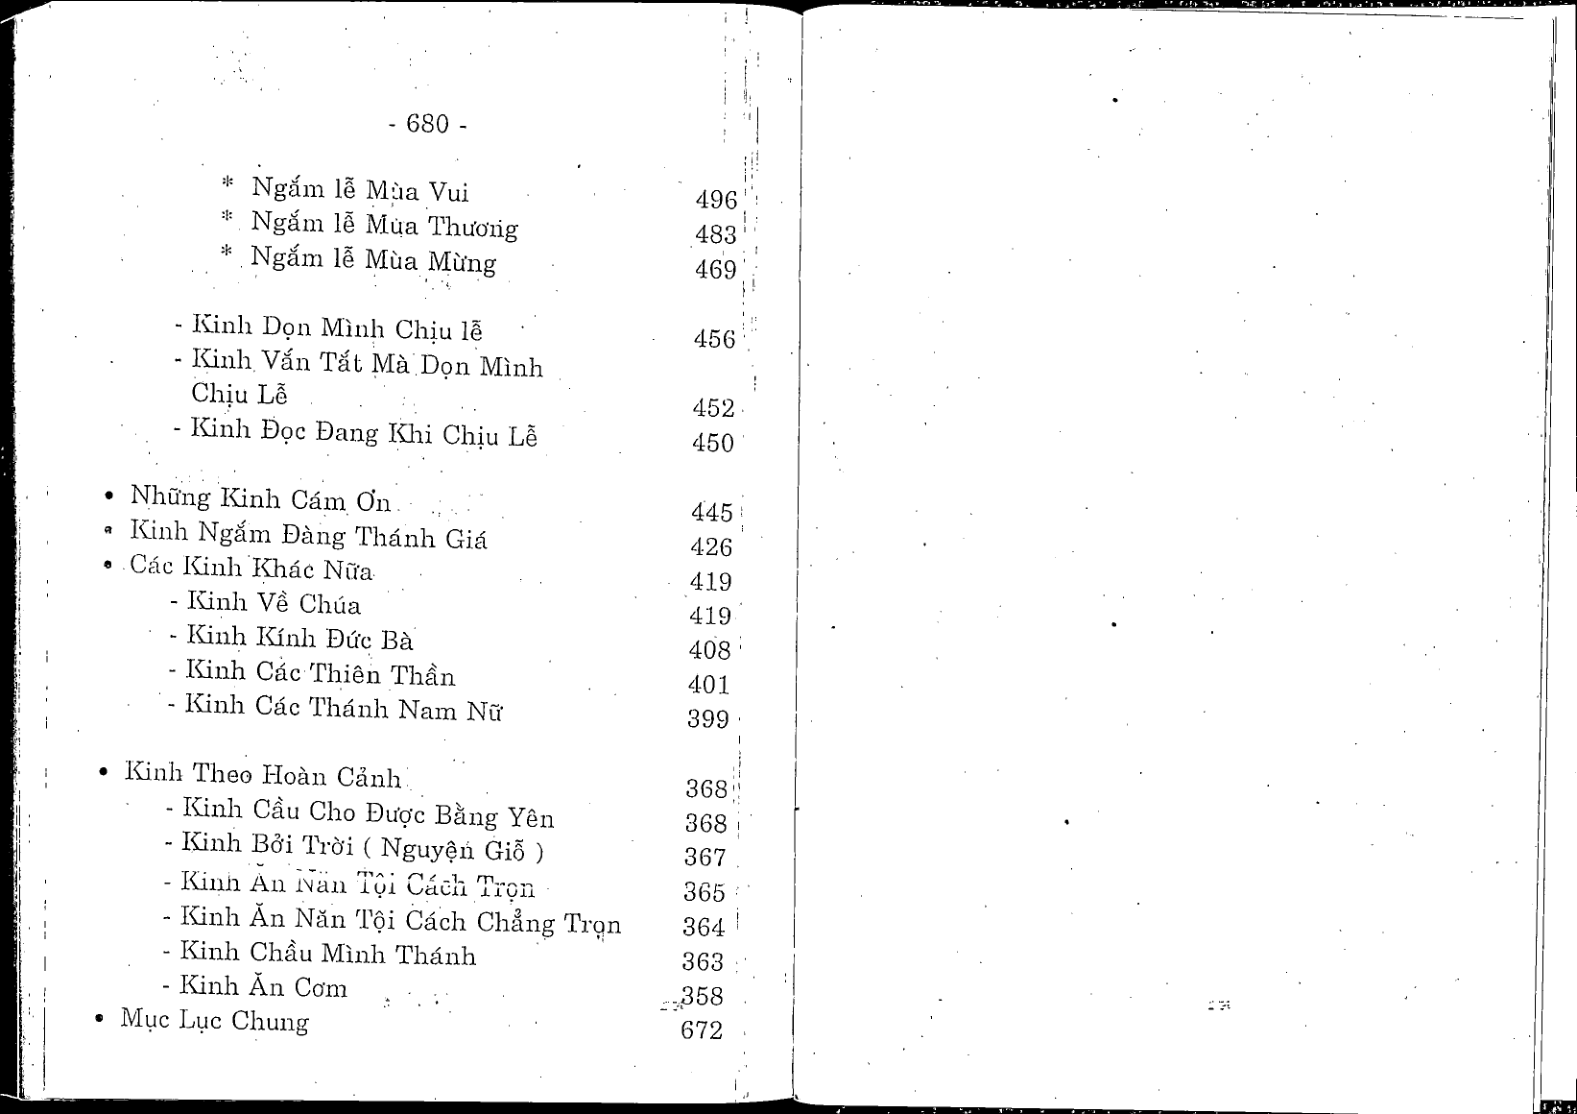 - 680 -
* Ngắm lễ Mùa Vui 496
* Ngắm lễ Mùa Thương 483
* Ngắm lễ Mùa Mừng 469
- Kinh Dọn Mình Chịu lễ 456
- Kinh Vắn Tắt Mà Dọn Mình
Chịu Lễ 452
- Kinh Đọc Đang Khi Chịu Lễ 450
• Những Kinh Cám Ơn 445
• Kinh Ngắm Đàng Thánh Giá 426
• Các Kinh Khác Nữa 419
- Kinh Về Chúa 419
- Kinh Kính Đức Bà 408
- Kinh Các Thiên Thần 401
- Kinh Các Thánh Nam Nữ 399
• Kinh Theo Hoàn Cảnh 368
- Kinh Cầu Cho Được Bằng Yên 368
- Kinh Bởi Trời ( Nguyện Giỗ ) 367
- Kinh Ăn Năn Tội Cách Trọn 365
- Kinh Ăn Năn Tội Cách Chẳng Trọn 364
- Kinh Chầu Mình Thánh 363
- Kinh Ăn Cơm 358
• Mục Lục Chung 672